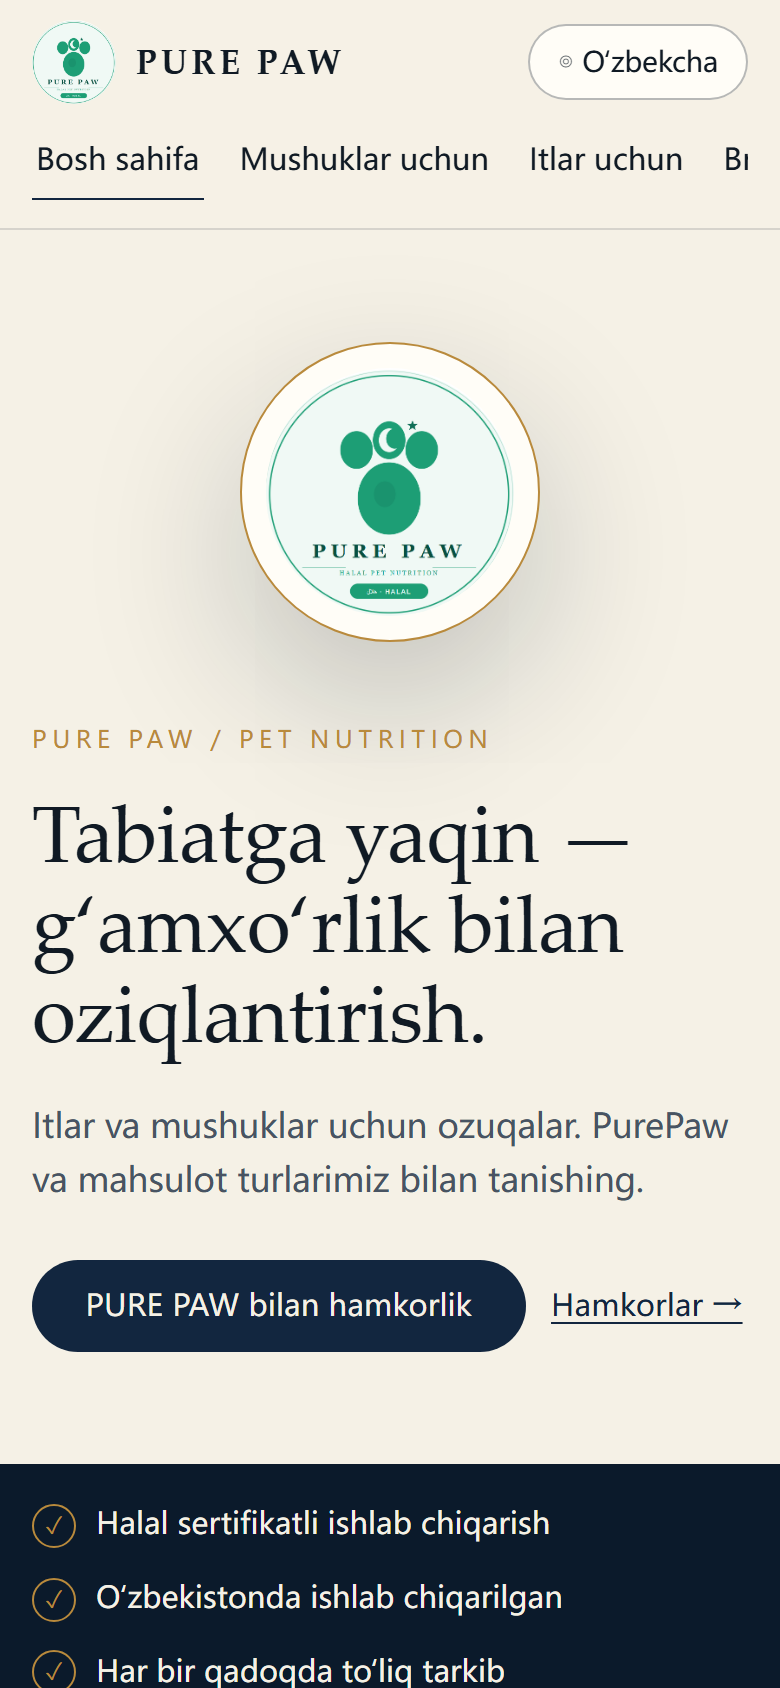 PURE PAW
PURE PAW
O‘zbekcha
Bosh sahifa Mushuklar uchun Itlar uchun
PURE PAW
HALAL PET NUTRITION
HALAL
PURE PAW / PET NUTRITION
Tabiatga yaqin —
g‘amxo‘rlik bilan
oziqlantirish.
Itlar va mushuklar uchun ozuqalar. PurePaw
va mahsulot turlarimiz bilan tanishing.
PURE PAW bilan hamkorlik
Hamkorlar →
Halal sertifikatli ishlab chiqarish
O‘zbekistonda ishlab chiqarilgan
Har bir qadoqda to‘liq tarkib